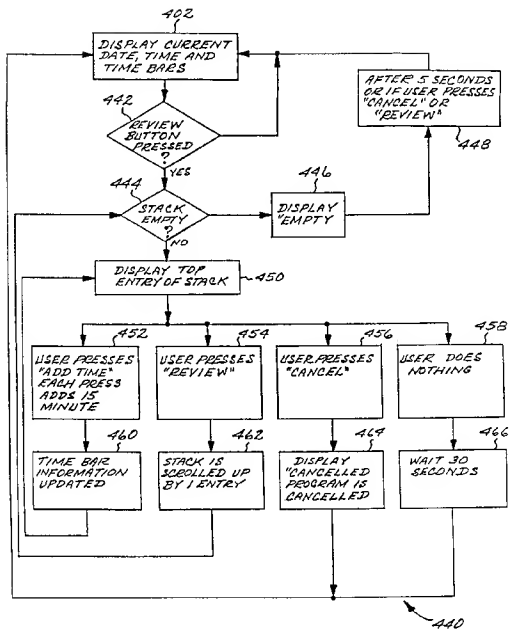 402
DISPLAY CURRENT
DATE, TIME AND
TIME BARS
442
REVIEW
BUTTON
PRESSED
?
YES
AFTER 5 SECONDS
OR IF USER PRESSES
"CANCEL" OR
"REVIEW"
448
444
STACK
EMPTY
?
NO
446
DISPLAY
"EMPTY
DISPLAY TOP
ENTRY OF STACK
450
452
USER PRESSES
"ADD TIME"
EACH PRESS
ADDS 15
MINUTE
454
USER PRESSES
"REVIEW"
456
USER PRESSES
"CANCEL"
458
USER DOES
NOTHING
460
TIME BAR
INFORMATION
UPDATED
462
STACK IS
SCROLLED UP
BY 1 ENTRY
464
DISPLAY
"CANCELLED
PROGRAM IS
CANCELLED
466
WAIT 30
SECONDS
440